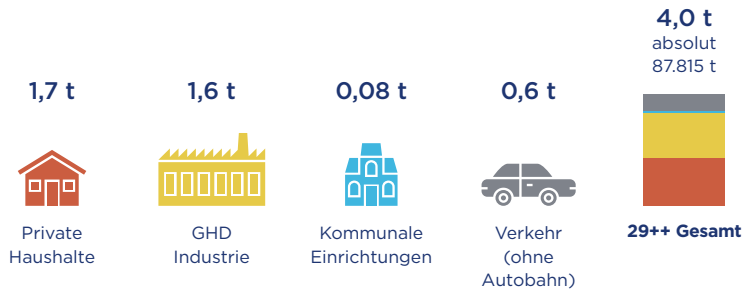 4,0 t
absolut
87.815 t
1,7 t
1,6 t
0,08 t
0,6 t
Private
Haushalte
GHD
Industrie
Kommunale
Einrichtungen
Verkehr
(ohne
Autobahn)
29++ Gesamt